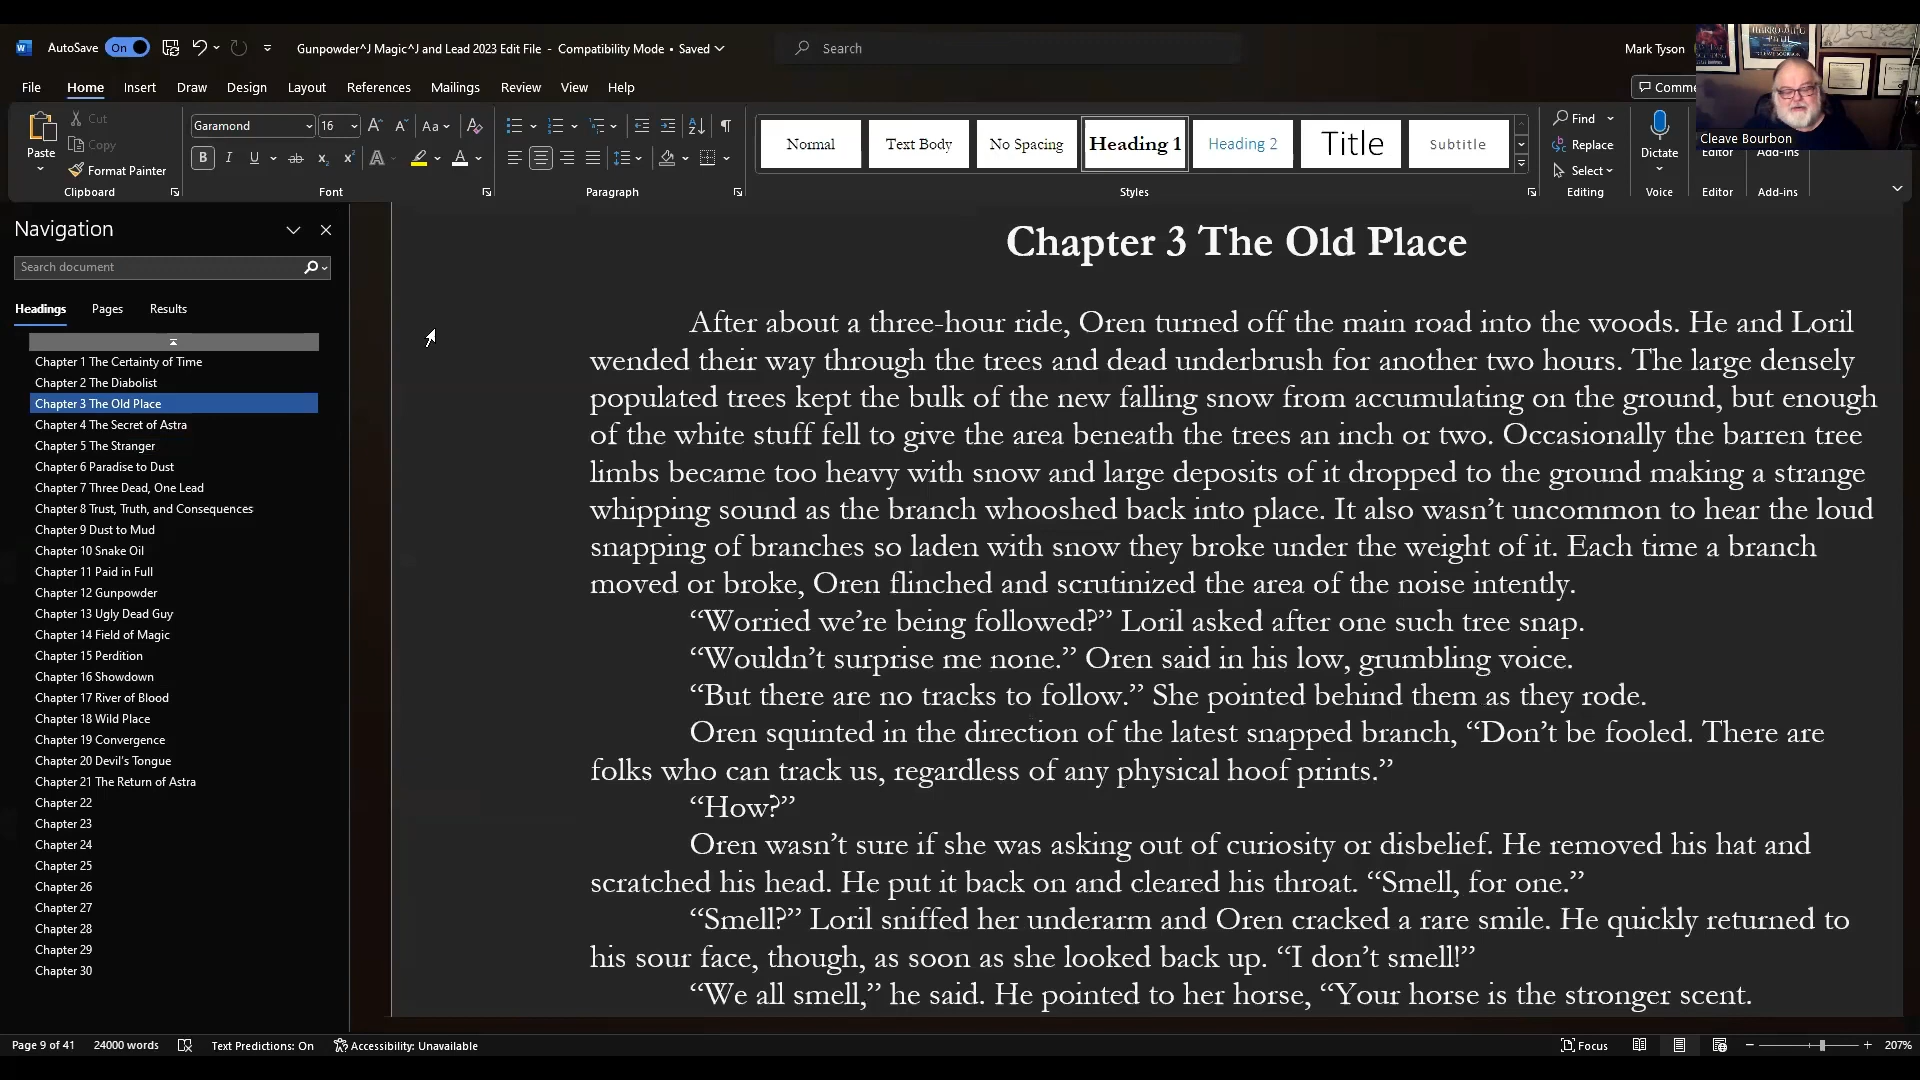 AutoSave On Gunpowder^J Magic^J and Lead 2023 Edit File - Compatibility Mode • Saved Search Mark Tyson
File Home Insert Draw Design Layout References Mailings Review View Help Comme
Paste Cut Copy Format Painter
Garamond 16 Aa
B I U ab x₂ x² A A
Normal Text Body No Spacing Heading 1 Heading 2 Title Subtitle
Find Replace Select
Dictate Editor Add-ins
Cleave Bourbon
Clipboard Font Paragraph Styles Editing Voice Editor Add-ins
Navigation
Search document
Headings Pages Results
Chapter 1 The Certainty of Time
Chapter 2 The Diabolist
Chapter 3 The Old Place
Chapter 4 The Secret of Astra
Chapter 5 The Stranger
Chapter 6 Paradise to Dust
Chapter 7 Three Dead, One Lead
Chapter 8 Trust, Truth, and Consequences
Chapter 9 Dust to Mud
Chapter 10 Snake Oil
Chapter 11 Paid in Full
Chapter 12 Gunpowder
Chapter 13 Ugly Dead Guy
Chapter 14 Field of Magic
Chapter 15 Perdition
Chapter 16 Showdown
Chapter 17 River of Blood
Chapter 18 Wild Place
Chapter 19 Convergence
Chapter 20 Devil's Tongue
Chapter 21 The Return of Astra
Chapter 22
Chapter 23
Chapter 24
Chapter 25
Chapter 26
Chapter 27
Chapter 28
Chapter 29
Chapter 30
Chapter 3 The Old Place
After about a three-hour ride, Oren turned off the main road into the woods. He and Loril
wended their way through the trees and dead underbrush for another two hours. The large densely
populated trees kept the bulk of the new falling snow from accumulating on the ground, but enough
of the white stuff fell to give the area beneath the trees an inch or two. Occasionally the barren tree
limbs became too heavy with snow and large deposits of it dropped to the ground making a strange
whipping sound as the branch whooshed back into place. It also wasn’t uncommon to hear the loud
snapping of branches so laden with snow they broke under the weight of it. Each time a branch
moved or broke, Oren flinched and scrutinized the area of the noise intently.
“Worried we’re being followed?” Loril asked after one such tree snap.
“Wouldn’t surprise me none.” Oren said in his low, grumbling voice.
“But there are no tracks to follow.” She pointed behind them as they rode.
Oren squinted in the direction of the latest snapped branch, “Don’t be fooled. There are
folks who can track us, regardless of any physical hoof prints.”
“How?”
Oren wasn’t sure if she was asking out of curiosity or disbelief. He removed his hat and
scratched his head. He put it back on and cleared his throat. “Smell, for one.”
“Smell?” Loril sniffed her underarm and Oren cracked a rare smile. He quickly returned to
his sour face, though, as soon as she looked back up. “I don’t smell!”
“We all smell,” he said. He pointed to her horse, “Your horse is the stronger scent.
Page 9 of 41 24000 words Text Predictions: On Accessibility: Unavailable Focus 207%